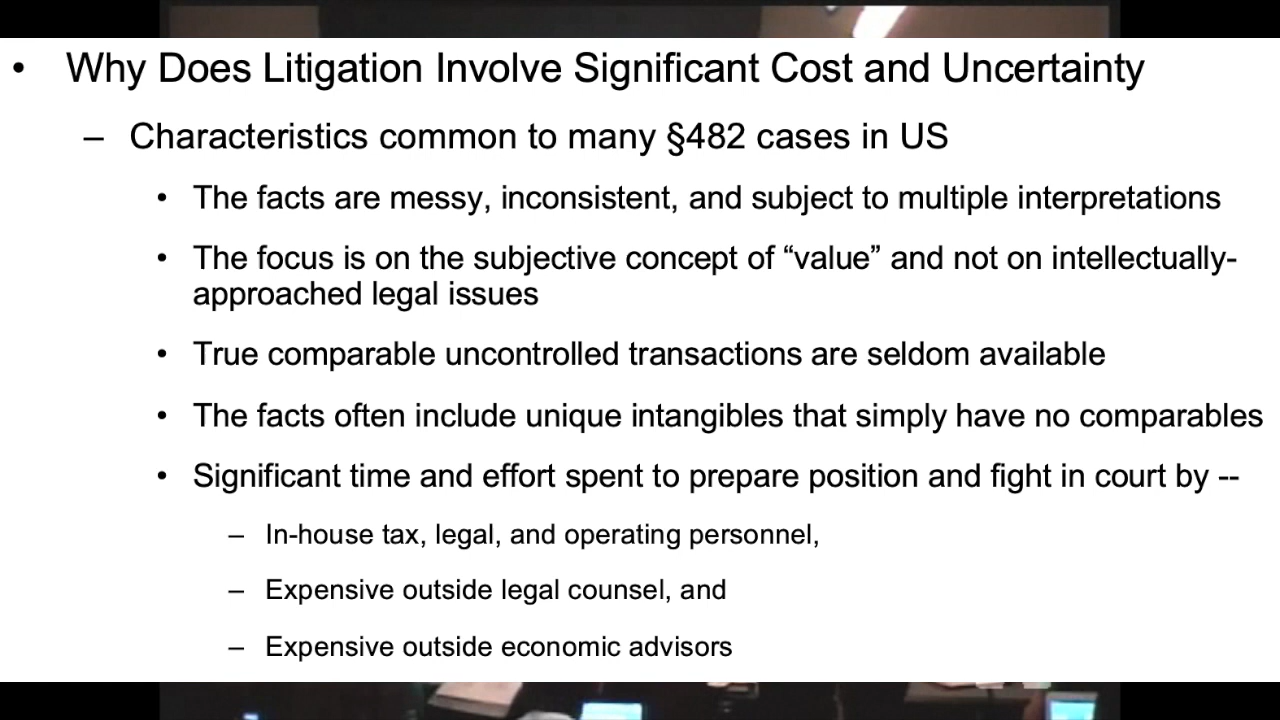 • Why Does Litigation Involve Significant Cost and Uncertainty
– Characteristics common to many §482 cases in US
• The facts are messy, inconsistent, and subject to multiple interpretations
• The focus is on the subjective concept of “value” and not on intellectually-
approached legal issues
• True comparable uncontrolled transactions are seldom available
• The facts often include unique intangibles that simply have no comparables
• Significant time and effort spent to prepare position and fight in court by --
– In-house tax, legal, and operating personnel,
– Expensive outside legal counsel, and
– Expensive outside economic advisors